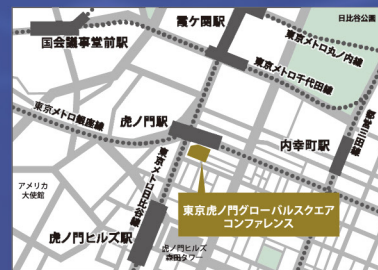 日比谷公園
霞ケ関駅
国会議事堂前駅
東京メトロ丸ノ内線
東京メトロ千代田線
東京メトロ銀座線
虎ノ門駅
内幸町駅
都営三田線
東京メトロ日比谷線
アメリカ
大使館
東京虎ノ門グローバルスクエア
コンファレンス
虎ノ門ヒルズ駅
虎ノ門ヒルズ
森タワー